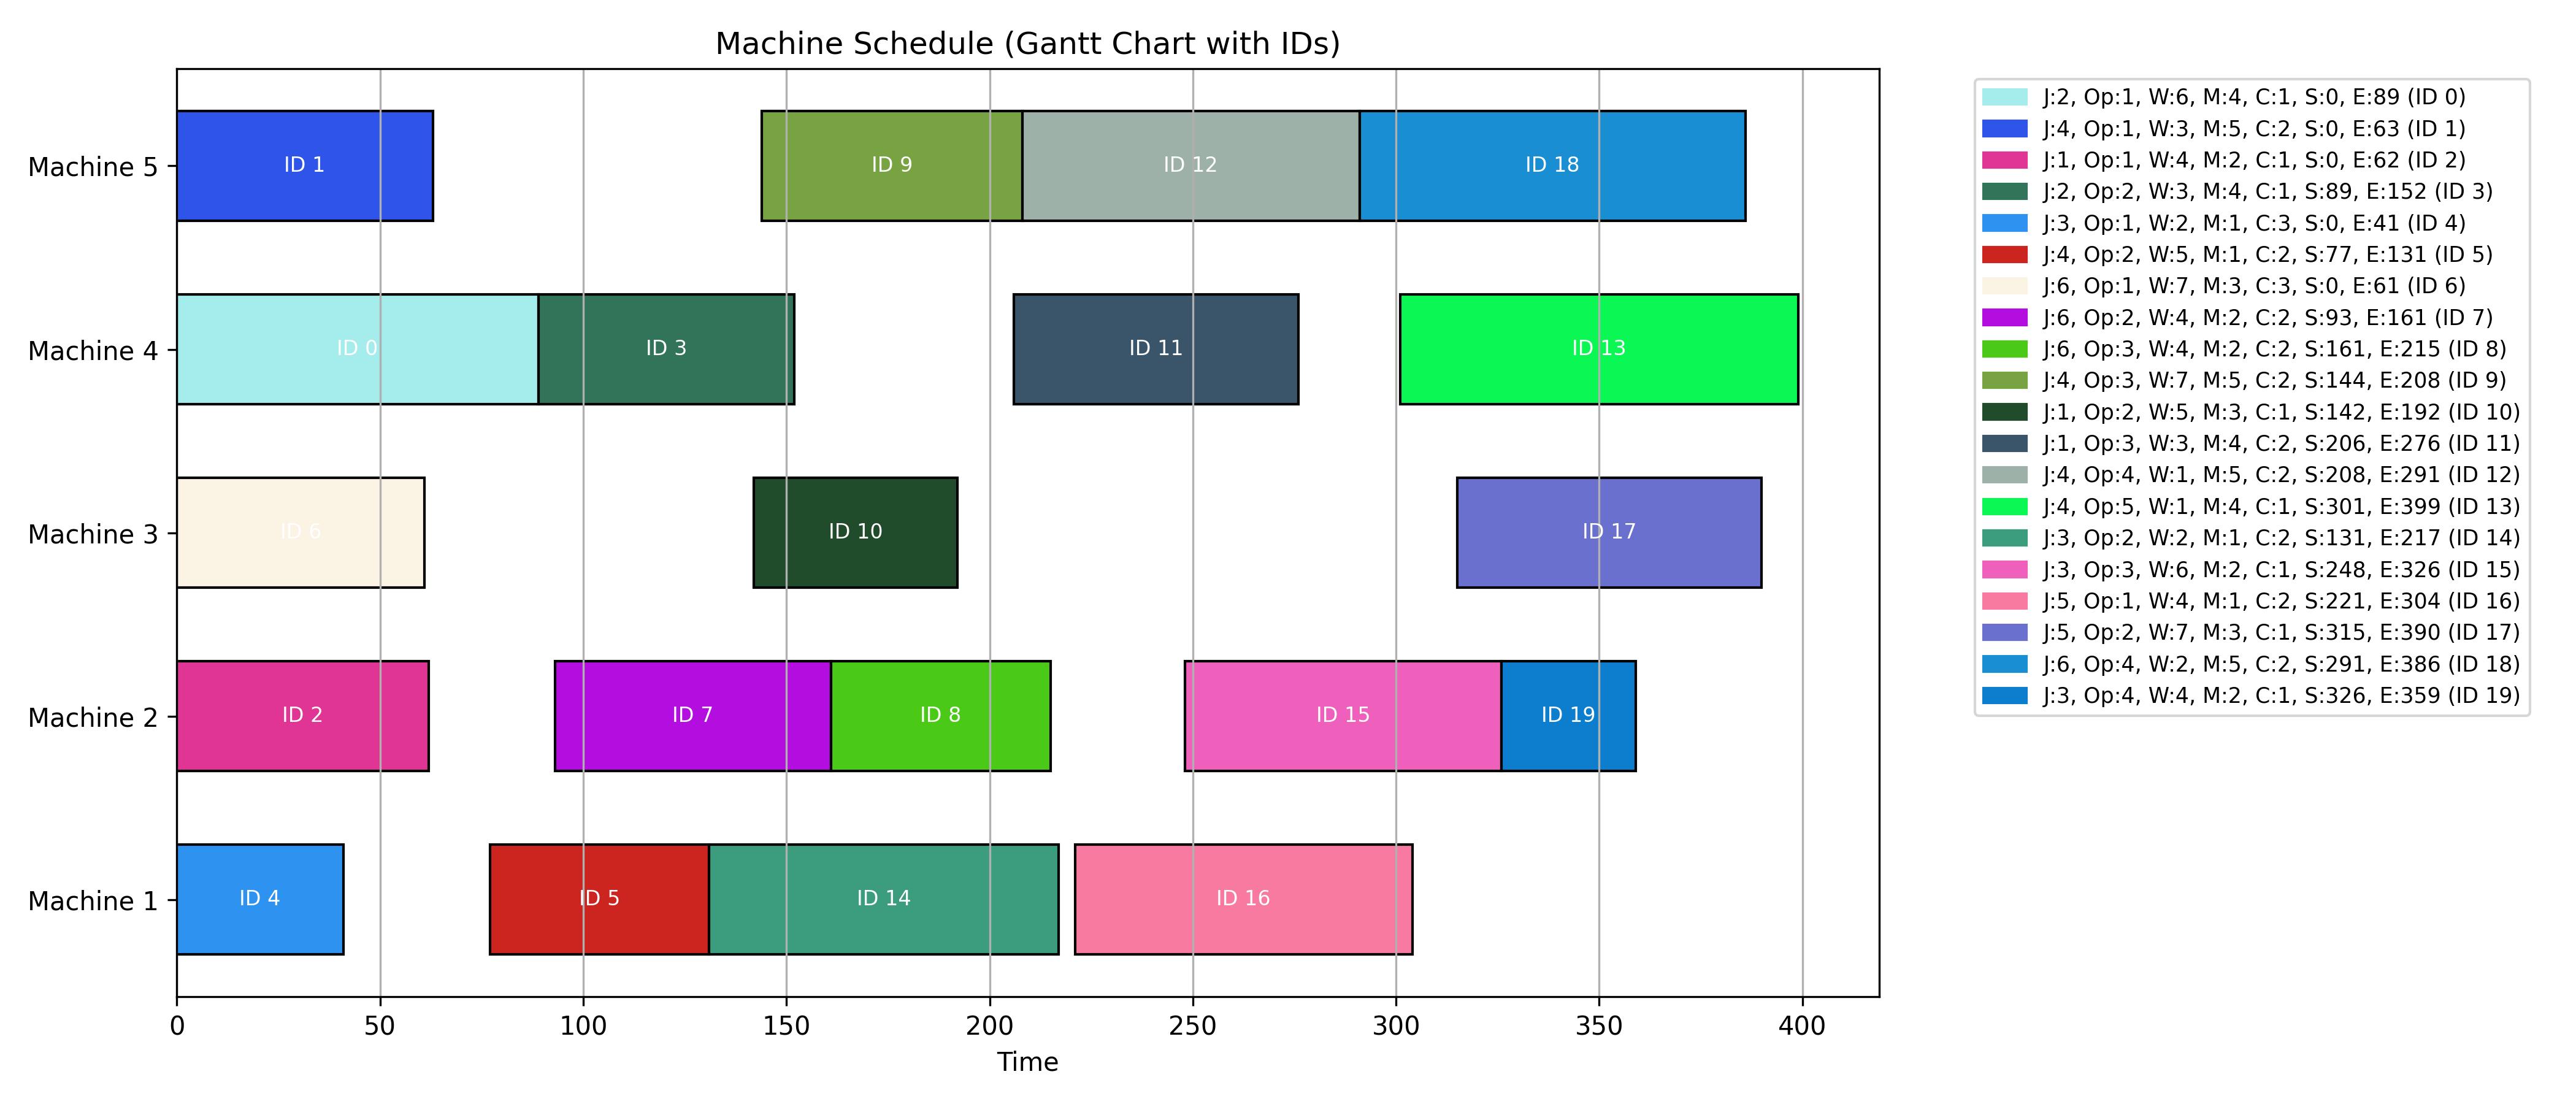 Machine Schedule (Gantt Chart with IDs)
Machine 5
ID 1
ID 9
ID 12
ID 18
Machine 4
ID 0
ID 3
ID 11
ID 13
Machine 3
ID 6
ID 10
ID 17
Machine 2
ID 2
ID 7
ID 8
ID 15
ID 19
Machine 1
ID 4
ID 5
ID 14
ID 16
0 50 100 150 200 250 300 350 400
Time
J:2, Op:1, W:6, M:4, C:1, S:0, E:89 (ID 0)
J:4, Op:1, W:3, M:5, C:2, S:0, E:63 (ID 1)
J:1, Op:1, W:4, M:2, C:1, S:0, E:62 (ID 2)
J:2, Op:2, W:3, M:4, C:1, S:89, E:152 (ID 3)
J:3, Op:1, W:2, M:1, C:3, S:0, E:41 (ID 4)
J:4, Op:2, W:5, M:1, C:2, S:77, E:131 (ID 5)
J:6, Op:1, W:7, M:3, C:3, S:0, E:61 (ID 6)
J:6, Op:2, W:4, M:2, C:2, S:93, E:161 (ID 7)
J:6, Op:3, W:4, M:2, C:2, S:161, E:215 (ID 8)
J:4, Op:3, W:7, M:5, C:2, S:144, E:208 (ID 9)
J:1, Op:2, W:5, M:3, C:1, S:142, E:192 (ID 10)
J:1, Op:3, W:3, M:4, C:2, S:206, E:276 (ID 11)
J:4, Op:4, W:1, M:5, C:2, S:208, E:291 (ID 12)
J:4, Op:5, W:1, M:4, C:1, S:301, E:399 (ID 13)
J:3, Op:2, W:2, M:1, C:2, S:131, E:217 (ID 14)
J:3, Op:3, W:6, M:2, C:1, S:248, E:326 (ID 15)
J:5, Op:1, W:4, M:1, C:2, S:221, E:304 (ID 16)
J:5, Op:2, W:7, M:3, C:1, S:315, E:390 (ID 17)
J:6, Op:4, W:2, M:5, C:2, S:291, E:386 (ID 18)
J:3, Op:4, W:4, M:2, C:1, S:326, E:359 (ID 19)